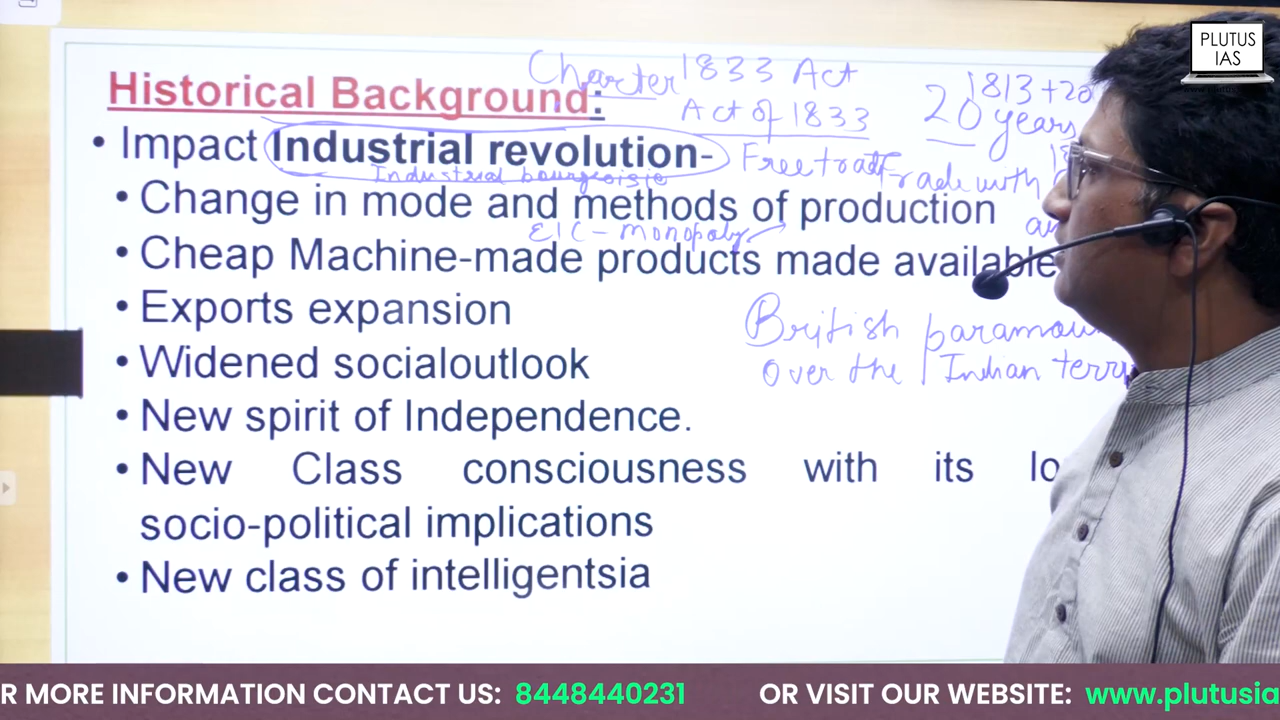 PLUTUS
IAS
Charter 1833 Act
1813 +20
Historical Background:
Act of 1833
20 years
• Impact Industrial revolution-
Free trade
Trade with
Industrial bourgeoisie
• Change in mode and methods of production
EIC - Monopoly
• Cheap Machine-made products made available
• Exports expansion
British
• Widened socialoutlook
Over the Indian
• New spirit of Independence.
• New Class consciousness with its
socio-political implications
• New class of intelligentsia
R MORE INFORMATION CONTACT US: 8448440231 OR VISIT OUR WEBSITE: www.plutusia